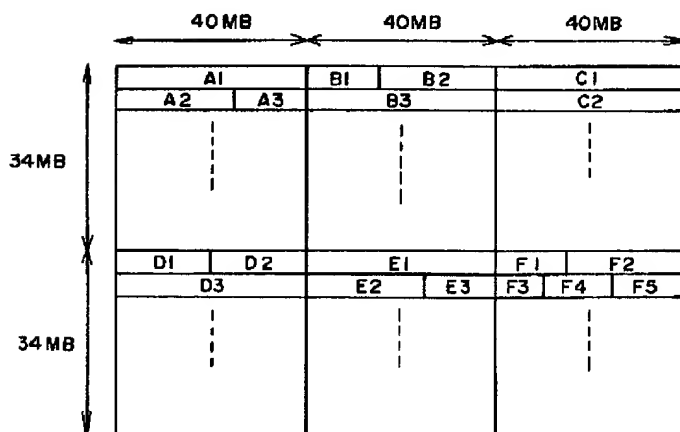 40MB 40MB 40MB
A1 B1 B2 C1
A2 A3 B3 C2
34MB
D1 D2 E1 F1 F2
D3 E2 E3 F3 F4 F5
34MB